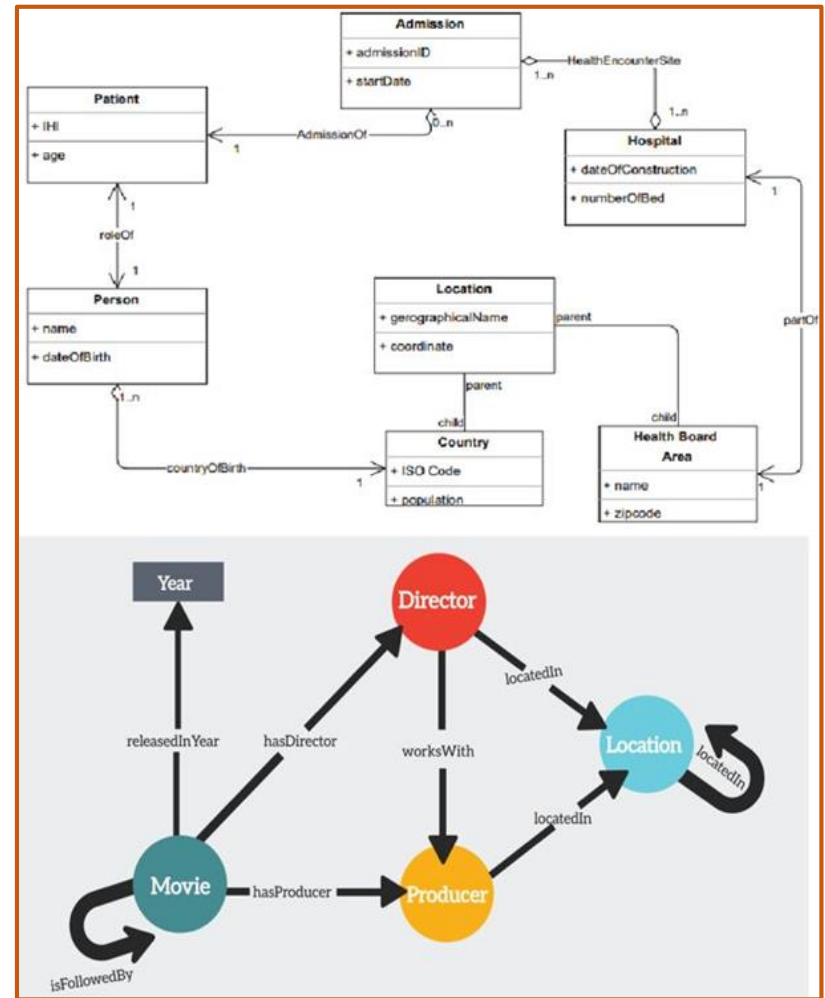 Admission
+ admissionID
+ startDate
HealthEncounterSite
1..n
1..n
Patient
+ IHI
+ age
AdmissionOf
0..n
1
Hospital
+ dateOfConstruction
+ numberOfBed
1
1
roleOf
1
Person
+ name
+ dateOfBirth
1..n
Location
+ gerographicalName
+ coordinate
parent
partOf
parent
child
child
countryOfBirth
1
Country
+ ISO Code
+ population
Health Board
Area
+ name
+ zipcode
1
Year
Director
locatedIn
releasedInYear
hasDirector
worksWith
Location
locatedIn
locatedIn
Movie
hasProducer
Producer
isFollowedBy